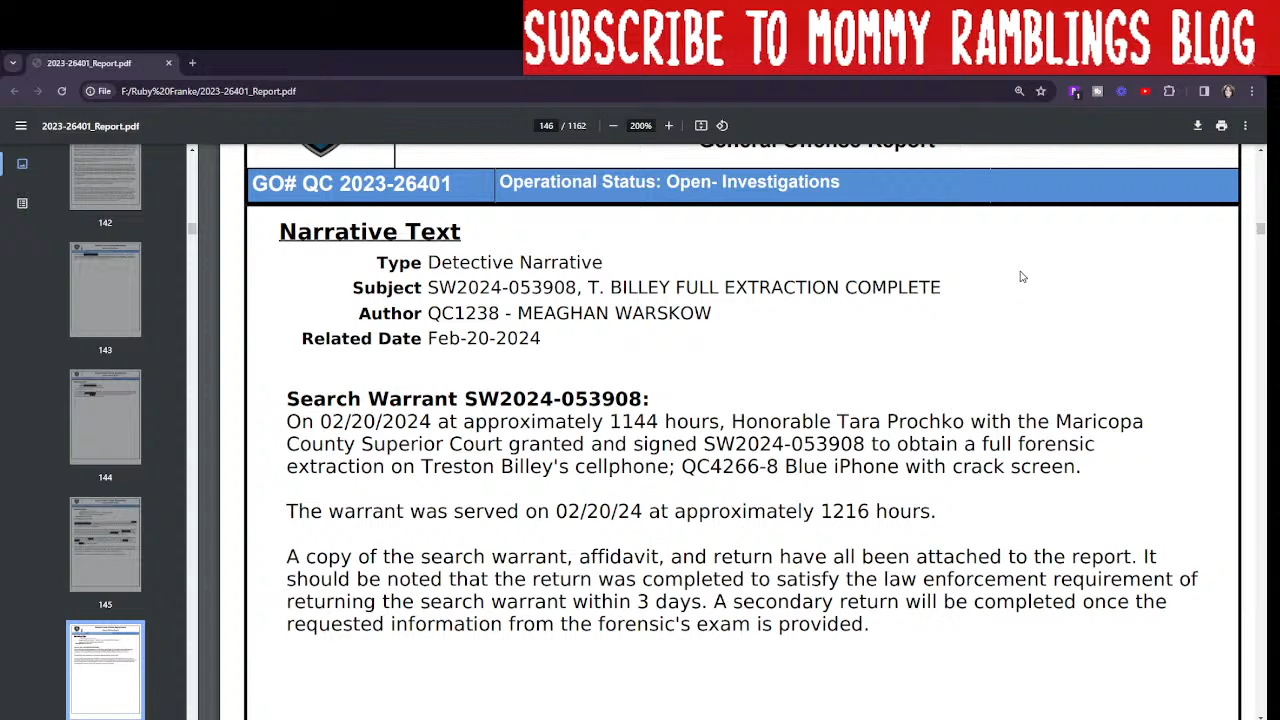 SUBSCRIBE TO MOMMY RAMBLINGS BLOG
2023-26401_Report.pdf
File F:/Ruby%20Franke/2023-26401_Report.pdf
2023-26401_Report.pdf 146 / 1162 200%
General Offense Report
GO# QC 2023-26401 Operational Status: Open- Investigations
142
143
144
145
Narrative Text
Type Detective Narrative
Subject SW2024-053908, T. BILLEY FULL EXTRACTION COMPLETE
Author QC1238 - MEAGHAN WARSKOW
Related Date Feb-20-2024
Search Warrant SW2024-053908:
On 02/20/2024 at approximately 1144 hours, Honorable Tara Prochko with the Maricopa
County Superior Court granted and signed SW2024-053908 to obtain a full forensic
extraction on Treston Billey's cellphone; QC4266-8 Blue iPhone with crack screen.
The warrant was served on 02/20/24 at approximately 1216 hours.
A copy of the search warrant, affidavit, and return have all been attached to the report. It
should be noted that the return was completed to satisfy the law enforcement requirement of
returning the search warrant within 3 days. A secondary return will be completed once the
requested information from the forensic's exam is provided.